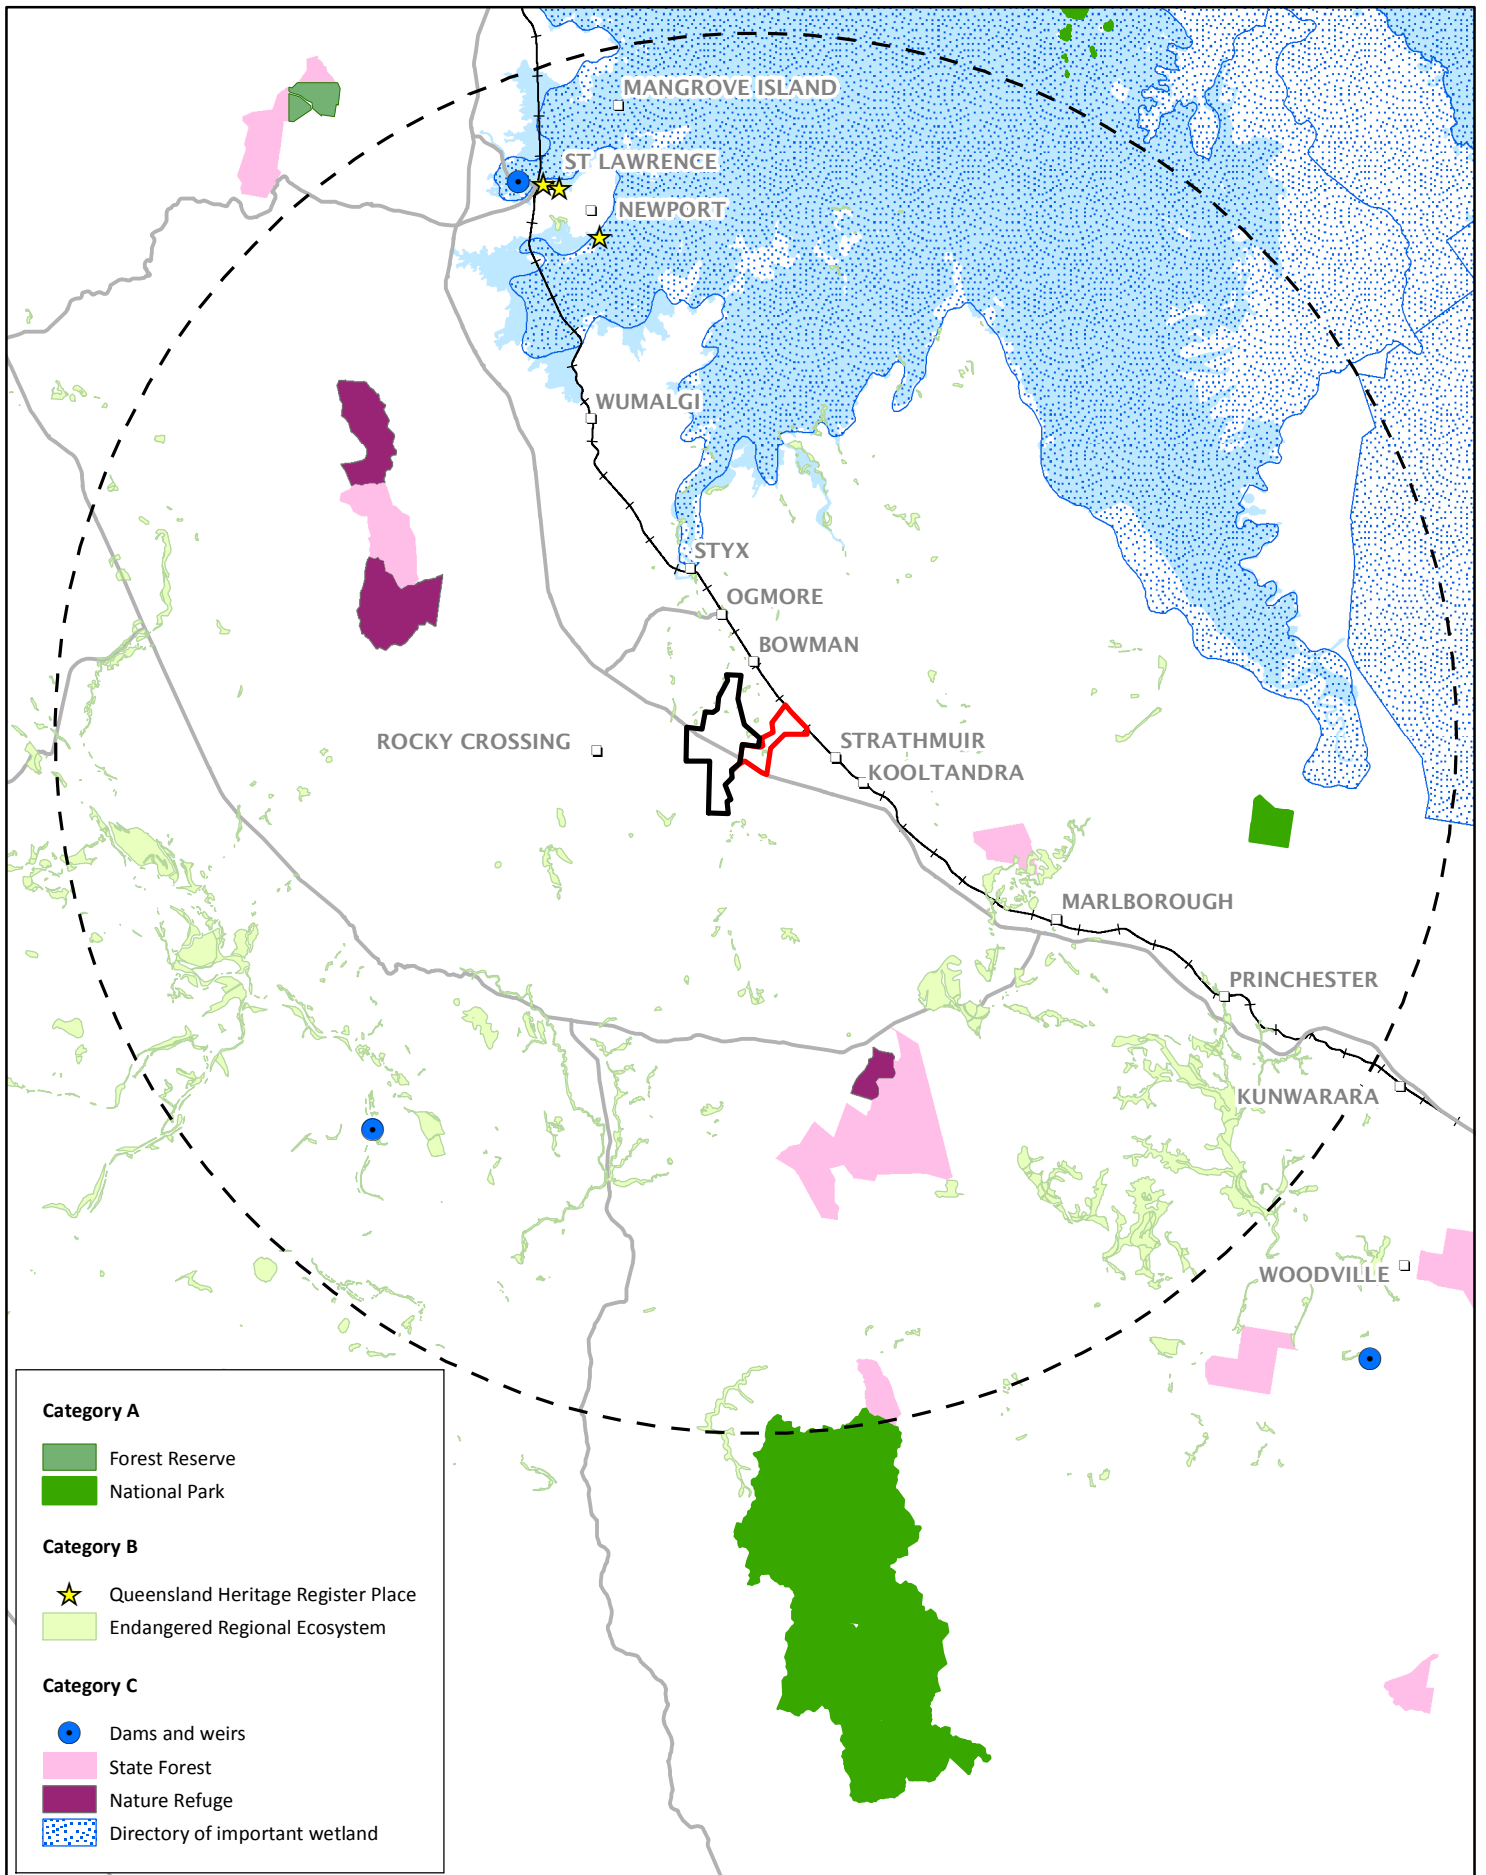 MANGROVE ISLAND
ST LAWRENCE
NEWPORT
WUMALGI
STYX
OGMORE
BOWMAN
ROCKY CROSSING
STRATHMUIR
KOOLTANDRA
MARLBOROUGH
PRINCHESTER
KUNWARARA
WOODVILLE
Category A
Forest Reserve
National Park
Category B
Queensland Heritage Register Place
Endangered Regional Ecosystem
Category C
Dams and weirs
State Forest
Nature Refuge
Directory of important wetland